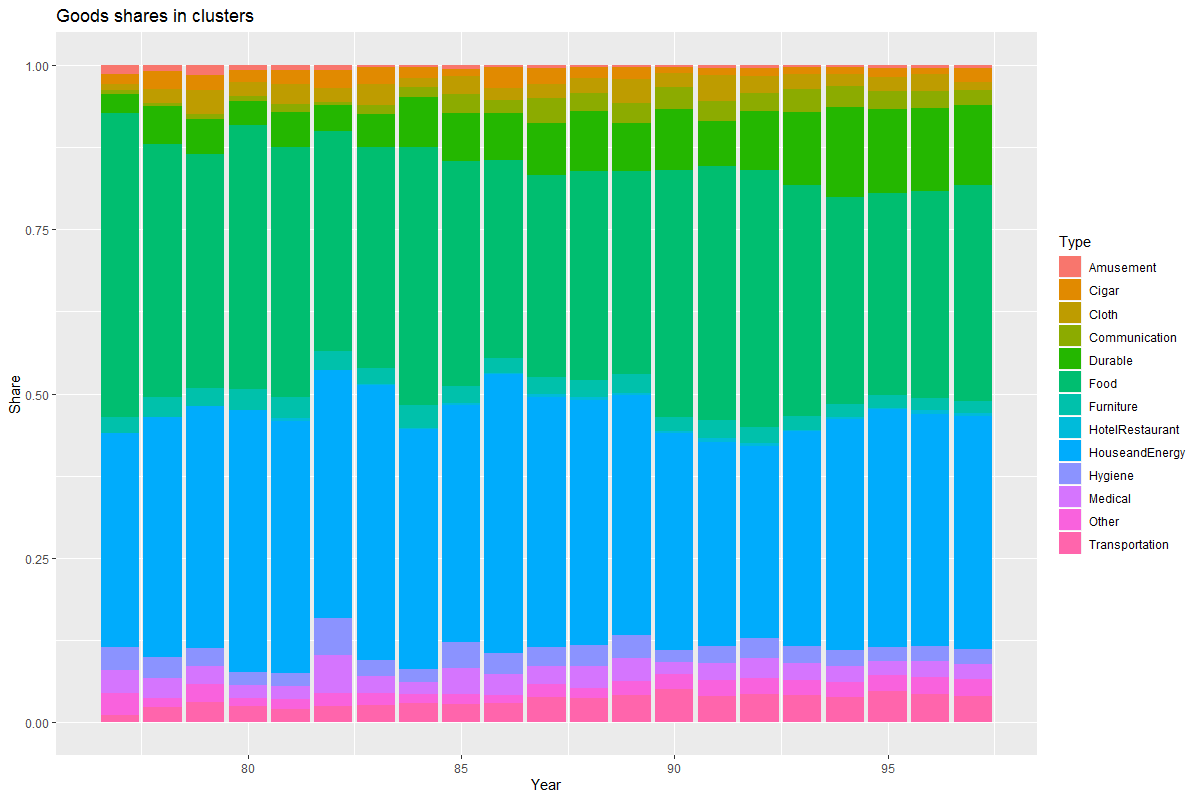 Goods shares in clusters
Share
1.00
0.75
0.50
0.25
0.00
80
85
90
95
Year
Type
Amusement
Cigar
Cloth
Communication
Durable
Food
Furniture
HotelRestaurant
HouseandEnergy
Hygiene
Medical
Other
Transportation